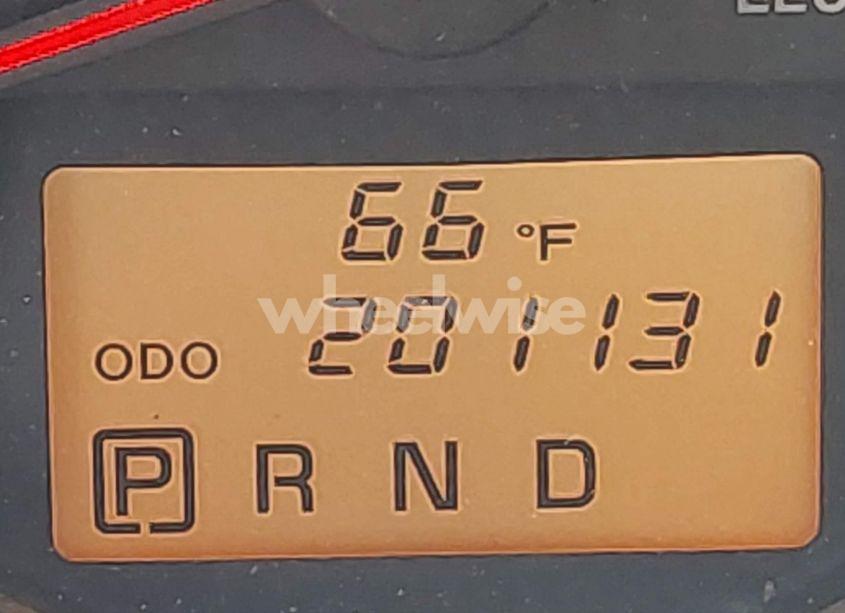 66 °F
wheelwise
ODO 201131
P R N D